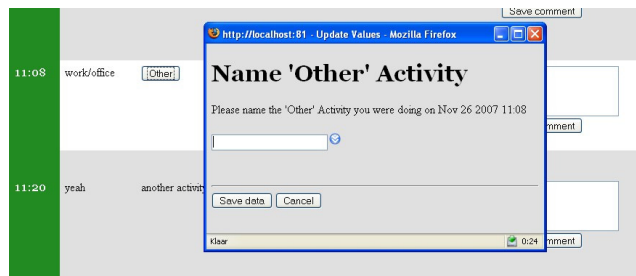 Save comment
http://localhost:81 - Update Values - Mozilla Firefox
11:08 work/office Other
Name 'Other' Activity
Please name the 'Other' Activity you were doing on Nov 26 2007 11:08
mment
11:20 yeah another activity
Save data Cancel
Klaar 0:24
mment